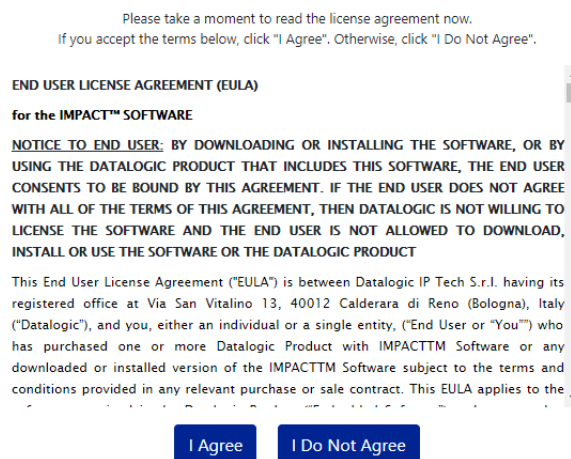 Please take a moment to read the license agreement now.
If you accept the terms below, click "I Agree". Otherwise, click "I Do Not Agree".
END USER LICENSE AGREEMENT (EULA)
for the IMPACT™ SOFTWARE
NOTICE TO END USER: BY DOWNLOADING OR INSTALLING THE SOFTWARE, OR BY
USING THE DATALOGIC PRODUCT THAT INCLUDES THIS SOFTWARE, THE END USER
CONSENTS TO BE BOUND BY THIS AGREEMENT. IF THE END USER DOES NOT AGREE
WITH ALL OF THE TERMS OF THIS AGREEMENT, THEN DATALOGIC IS NOT WILLING TO
LICENSE THE SOFTWARE AND THE END USER IS NOT ALLOWED TO DOWNLOAD,
INSTALL OR USE THE SOFTWARE OR THE DATALOGIC PRODUCT
This End User License Agreement ("EULA") is between Datalogic IP Tech S.r.l. having its
registered office at Via San Vitalino 13, 40012 Calderara di Reno (Bologna), Italy
(“Datalogic”), and you, either an individual or a single entity, (“End User or “You””) who
has purchased one or more Datalogic Product with IMPACTTM Software or any
downloaded or installed version of the IMPACTTM Software subject to the terms and
conditions provided in any relevant purchase or sale contract. This EULA applies to the
I Agree
I Do Not Agree